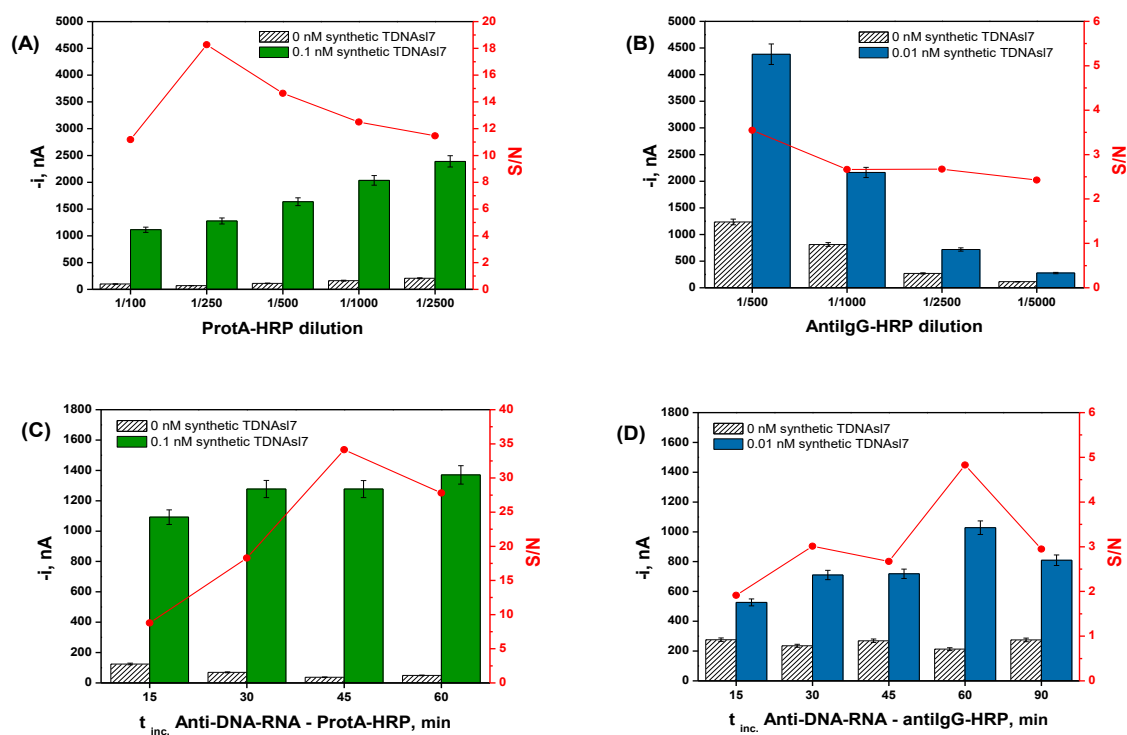 (A)
0 nM synthetic TDNAsl7
0.1 nM synthetic TDNAsl7
5000
4500
4000
3500
3000
2500
2000
1500
1000
500
0
-i, nA
20
18
16
14
12
10
8
6
4
2
0
S/N
1/100 1/250 1/500 1/1000 1/2500
ProtA-HRP dilution
(B)
0 nM synthetic TDNAsl7
0.01 nM synthetic TDNAsl7
5000
4500
4000
3500
3000
2500
2000
1500
1000
500
0
-i, nA
6
5
4
3
2
1
0
S/N
1/500 1/1000 1/2500 1/5000
AntiIgG-HRP dilution
(C)
0 nM synthetic TDNAsl7
0.1 nM synthetic TDNAsl7
1800
1600
1400
1200
1000
800
600
400
200
0
-i, nA
40
35
30
25
20
15
10
5
0
S/N
15 30 45 60
t inc. Anti-DNA-RNA - ProtA-HRP, min
(D)
0 nM synthetic TDNAsl7
0.01 nM synthetic TDNAsl7
1800
1600
1400
1200
1000
800
600
400
200
0
-i, nA
6
5
4
3
2
1
0
S/N
15 30 45 60 90
t inc. Anti-DNA-RNA - antiIgG-HRP, min